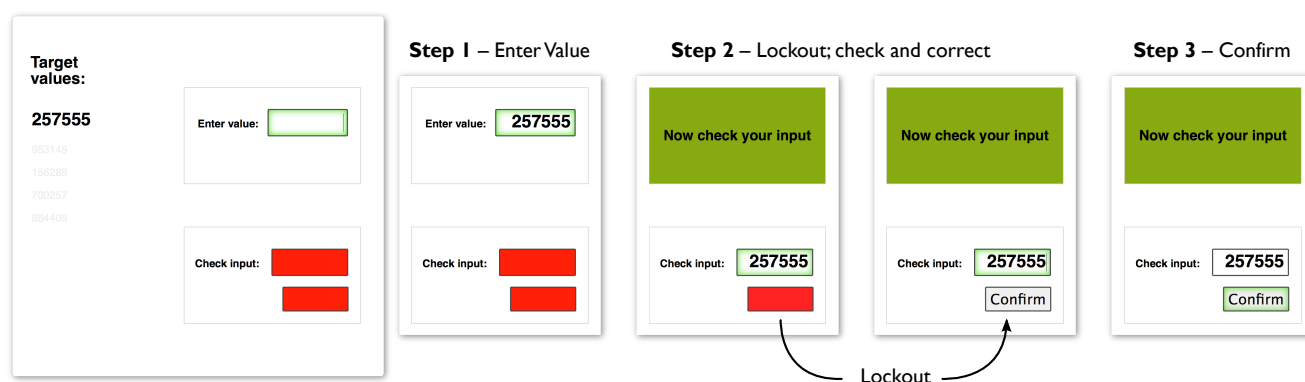 Target
values:
257555
953145
156288
700257
884406
Enter value:
Check input:
Step 1 – Enter Value
Enter value: 257555
Check input:
Step 2 – Lockout; check and correct
Now check your input
Check input: 257555
Now check your input
Check input: 257555
Confirm
Lockout
Step 3 – Confirm
Now check your input
Check input: 257555
Confirm